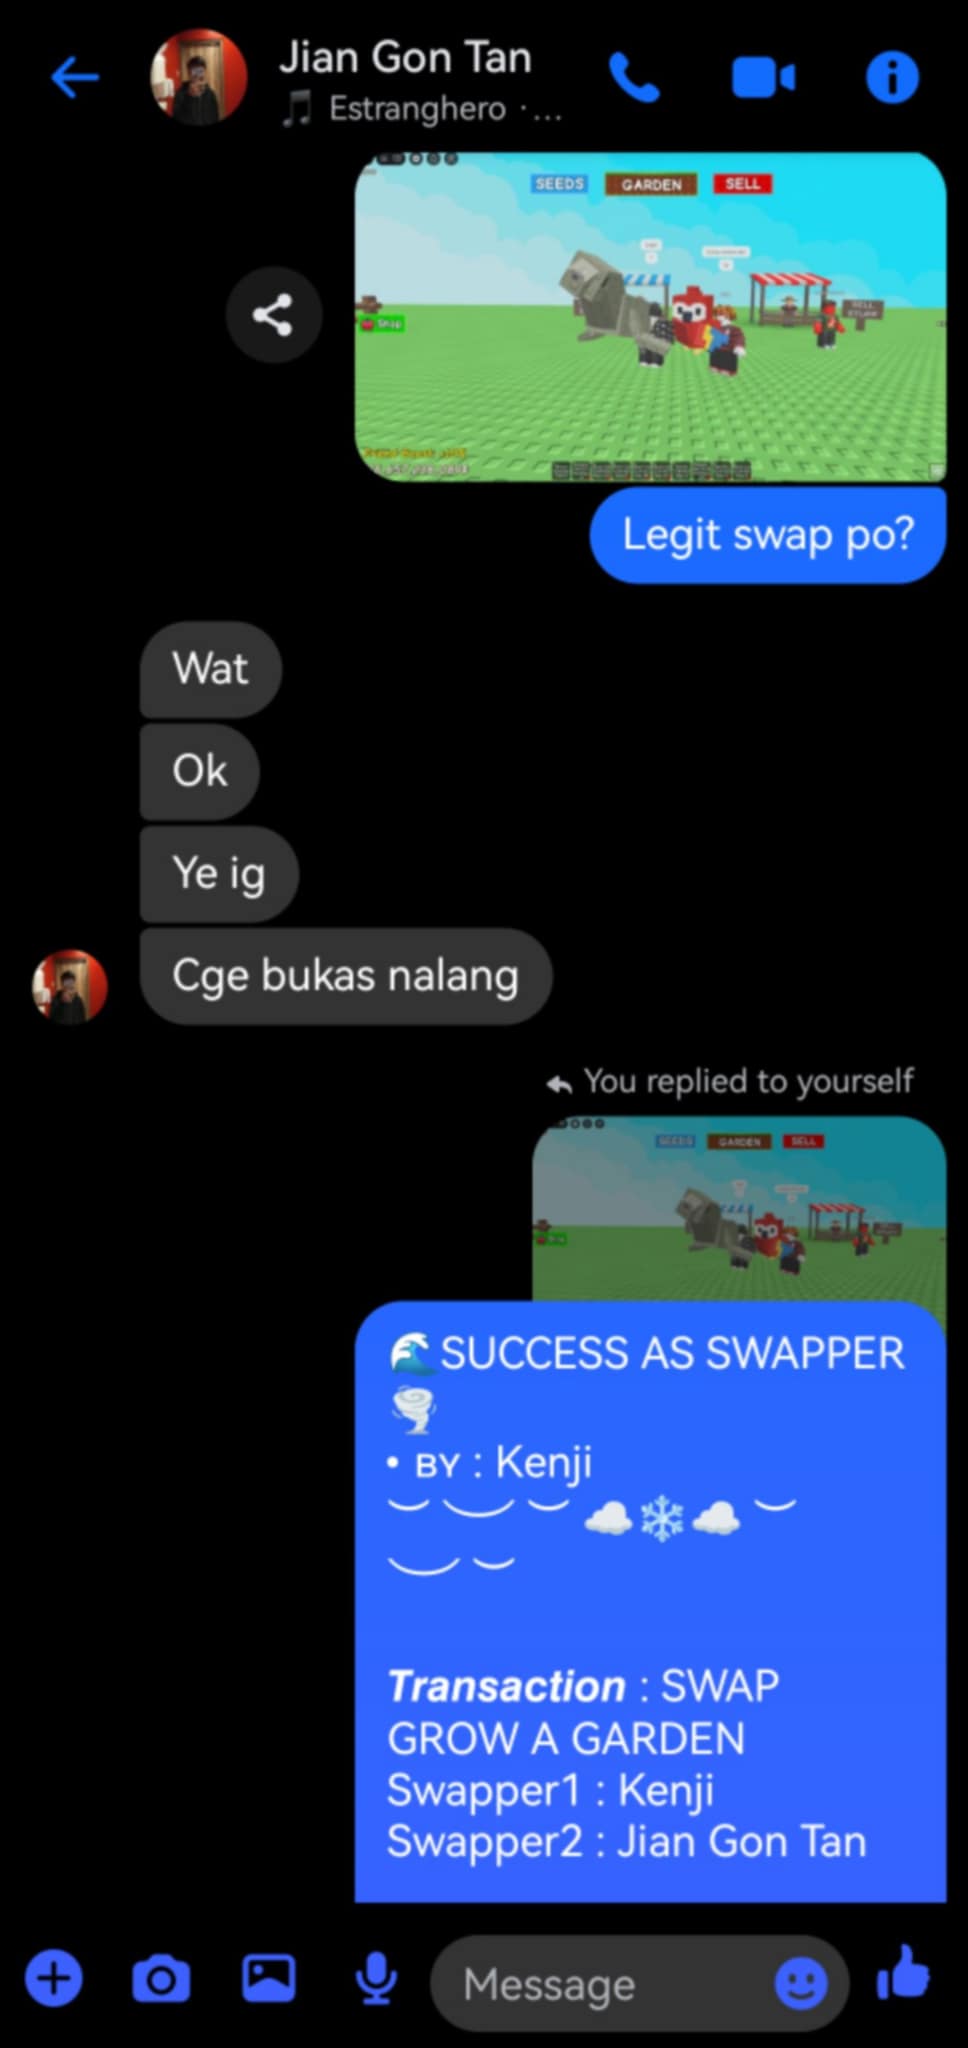 Jian Gon Tan
Estranghero · ...
SEEDS GARDEN SELL
Shop
Legit swap po?
Wat
Ok
Ye ig
Cge bukas nalang
You replied to yourself
SEEDS GARDEN SELL
🌊SUCCESS AS SWAPPER
🌪️
• BY : Kenji
︶ ︶ ︶ ☁️❄️☁️ ︶
︶ ︶
Transaction : SWAP
GROW A GARDEN
Swapper1 : Kenji
Swapper2 : Jian Gon Tan
Message